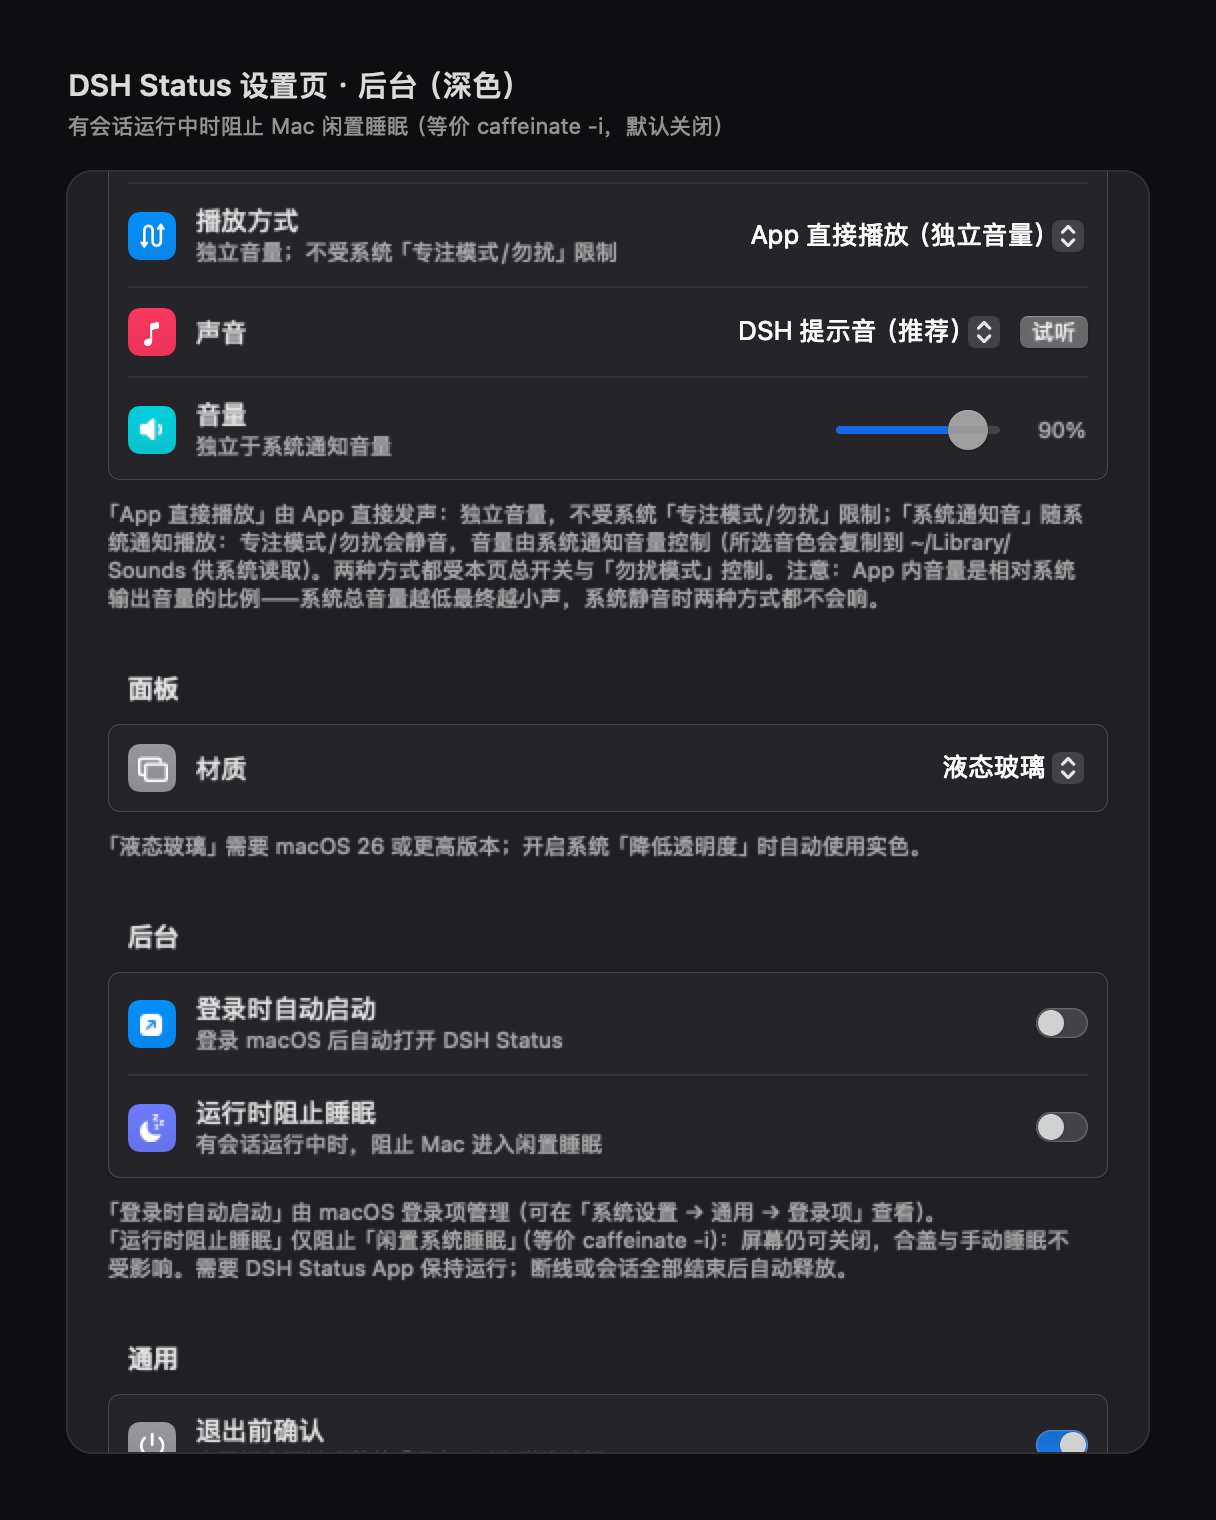 DSH Status 设置页 · 后台（深色）
有会话运行中时阻止 Mac 闲置睡眠（等价 caffeinate -i，默认关闭）
播放方式
独立音量；不受系统「专注模式/勿扰」限制
App 直接播放（独立音量）
声音
DSH 提示音（推荐）
试听
音量
独立于系统通知音量
90%
「App 直接播放」由 App 直接发声：独立音量，不受系统「专注模式/勿扰」限制；「系统通知音」随系
统通知播放：专注模式/勿扰会静音，音量由系统通知音量控制（所选音色会复制到 ~/Library/
Sounds 供系统读取）。两种方式都受本页总开关与「勿扰模式」控制。注意：App 内音量是相对系统
输出音量的比例——系统总音量越低最终越小声，系统静音时两种方式都不会响。
面板
材质
液态玻璃
「液态玻璃」需要 macOS 26 或更高版本；开启系统「降低透明度」时自动使用实色。
后台
登录时自动启动
登录 macOS 后自动打开 DSH Status
运行时阻止睡眠
有会话运行中时，阻止 Mac 进入闲置睡眠
「登录时自动启动」由 macOS 登录项管理（可在「系统设置 → 通用 → 登录项」查看）。
「运行时阻止睡眠」仅阻止「闲置系统睡眠」（等价 caffeinate -i）：屏幕仍可关闭，合盖与手动睡眠不
受影响。需要 DSH Status App 保持运行；断线或会话全部结束后自动释放。
通用
退出前确认